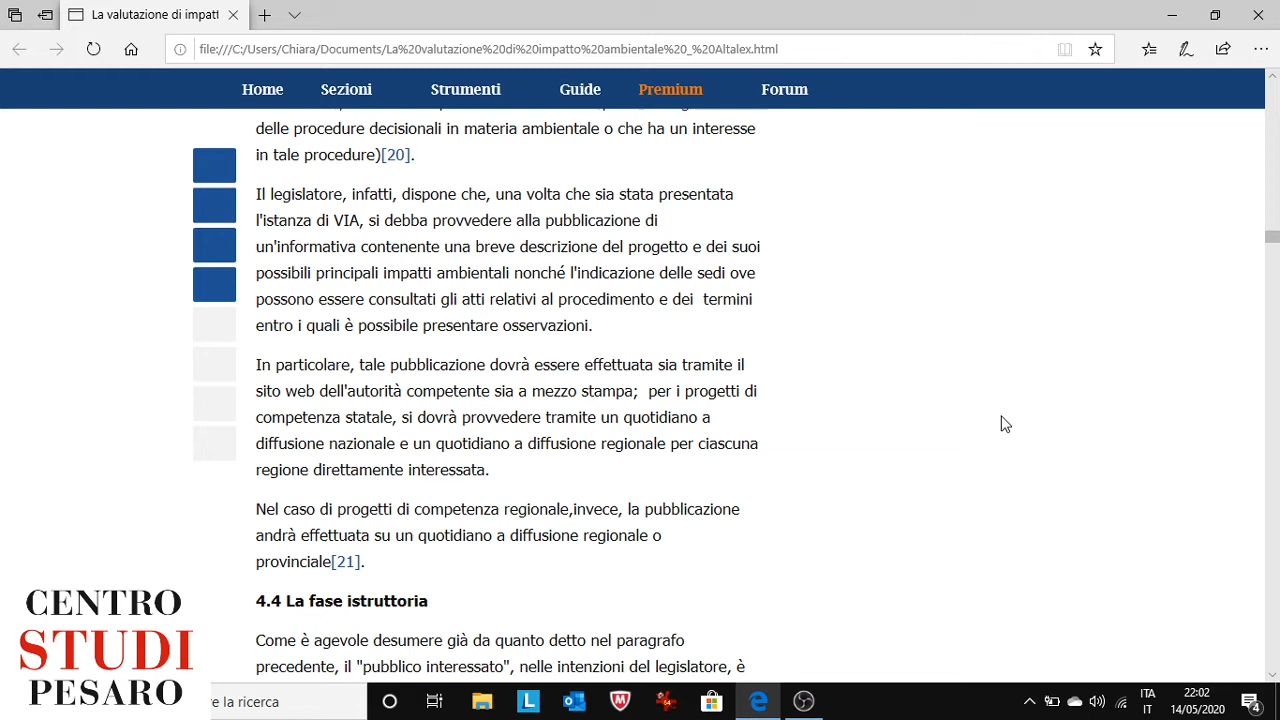 La valutazione di impatt
file:///C:/Users/Chiara/Documents/La%20valutazione%20di%20impatto%20ambientale%20_%20Altalex.html
Home Sezioni Strumenti Guide Premium Forum
delle procedure decisionali in materia ambientale o che ha un interesse
in tale procedure)[20].
Il legislatore, infatti, dispone che, una volta che sia stata presentata
l'istanza di VIA, si debba provvedere alla pubblicazione di
un'informativa contenente una breve descrizione del progetto e dei suoi
possibili principali impatti ambientali nonché l'indicazione delle sedi ove
possono essere consultati gli atti relativi al procedimento e dei termini
entro i quali è possibile presentare osservazioni.
In particolare, tale pubblicazione dovrà essere effettuata sia tramite il
sito web dell'autorità competente sia a mezzo stampa; per i progetti di
competenza statale, si dovrà provvedere tramite un quotidiano a
diffusione nazionale e un quotidiano a diffusione regionale per ciascuna
regione direttamente interessata.
Nel caso di progetti di competenza regionale,invece, la pubblicazione
andrà effettuata su un quotidiano a diffusione regionale o
provinciale[21].
4.4 La fase istruttoria
Come è agevole desumere già da quanto detto nel paragrafo
precedente, il "pubblico interessato", nelle intenzioni del legislatore, è
CENTRO
STUDI
PESARO
re la ricerca
L
64
ITA
IT
22:02
14/05/2020
4